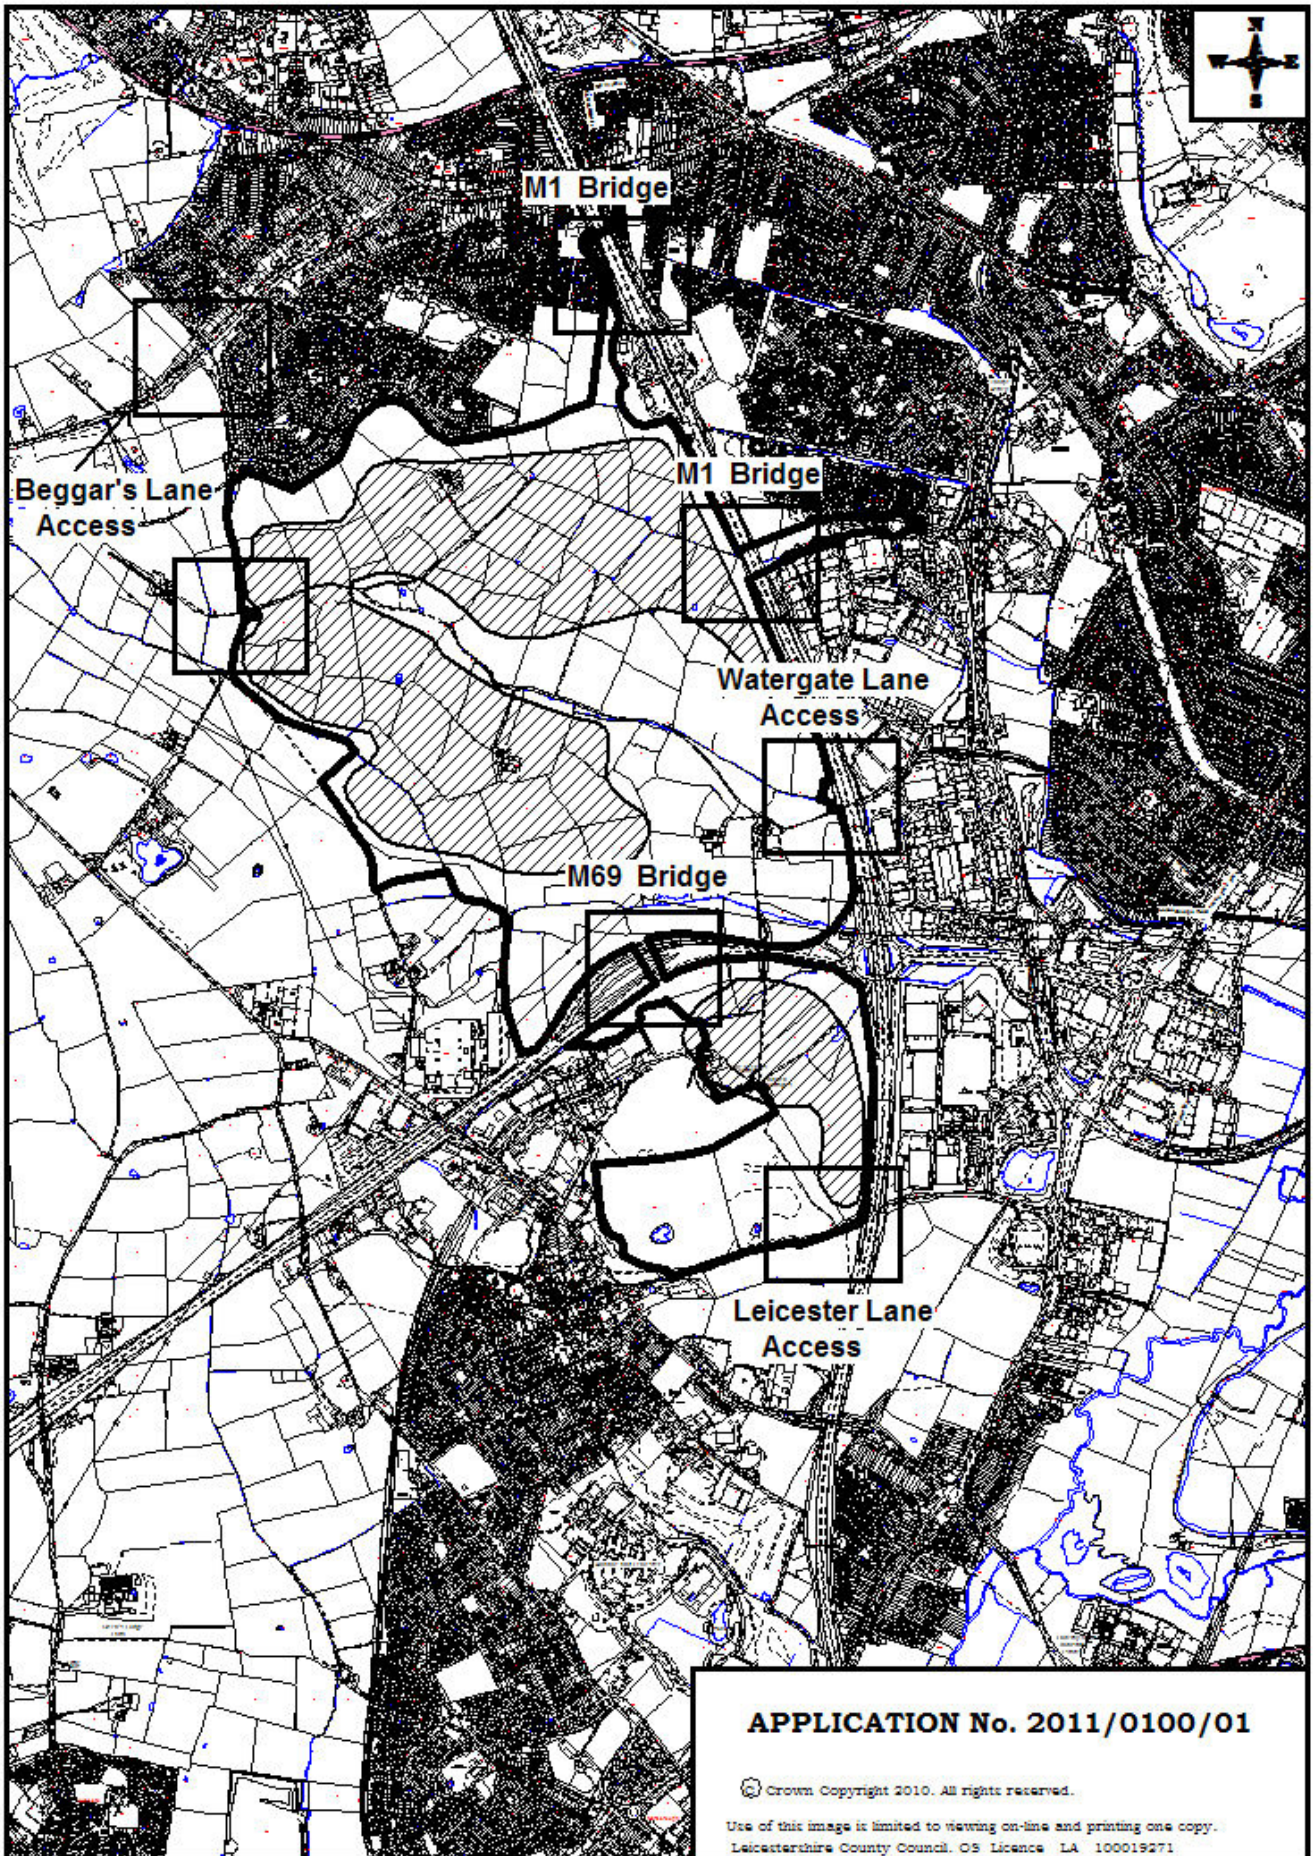 N
W E
S
M1 Bridge
M1 Bridge
Beggar's Lane
Access
Watergate Lane
Access
M69 Bridge
Leicester Lane
Access
APPLICATION No. 2011/0100/01
© Crown Copyright 2010. All rights reserved.
Use of this image is limited to viewing on-line and printing one copy.
Leicestershire County Council. OS Licence LA 100019271